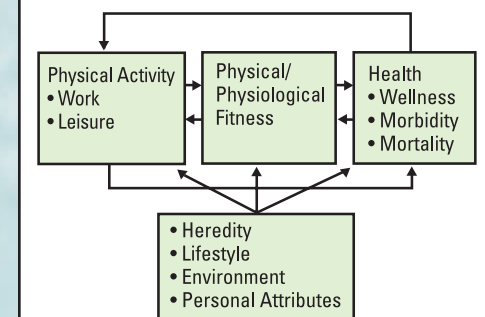 Physical Activity
• Work
• Leisure
Physical/
Physiological
Fitness
Health
• Wellness
• Morbidity
• Mortality
• Heredity
• Lifestyle
• Environment
• Personal Attributes